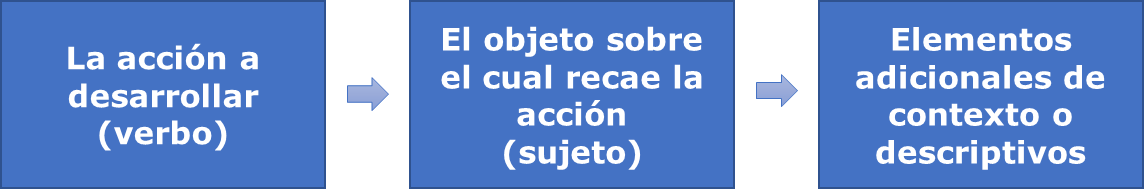 La acción a
desarrollar
(verbo)
El objeto sobre
el cual recae la
acción
(sujeto)
Elementos
adicionales de
contexto o
descriptivos